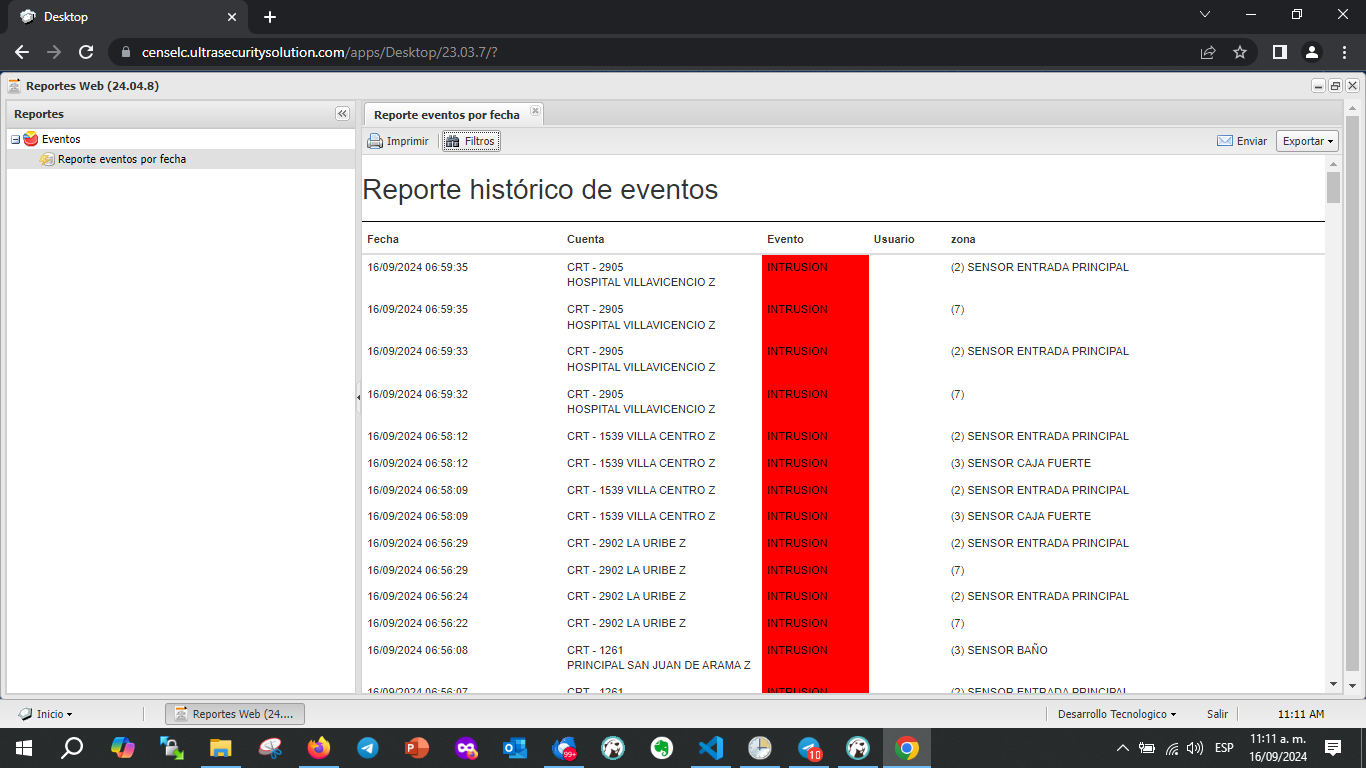 Desktop
censelc.ultrasecuritysolution.com/apps/Desktop/23.03.7/?
Reportes Web (24.04.8)
Reportes
Reporte eventos por fecha
Eventos
Reporte eventos por fecha
Imprimir
Filtros
Enviar
Exportar
Reporte histórico de eventos
Fecha Cuenta Evento Usuario zona
16/09/2024 06:59:35 CRT - 2905 INTRUSION (2) SENSOR ENTRADA PRINCIPAL
HOSPITAL VILLAVICENCIO Z
16/09/2024 06:59:35 CRT - 2905 INTRUSION (7)
HOSPITAL VILLAVICENCIO Z
16/09/2024 06:59:33 CRT - 2905 INTRUSION (2) SENSOR ENTRADA PRINCIPAL
HOSPITAL VILLAVICENCIO Z
16/09/2024 06:59:32 CRT - 2905 INTRUSION (7)
HOSPITAL VILLAVICENCIO Z
16/09/2024 06:58:12 CRT - 1539 VILLA CENTRO Z INTRUSION (2) SENSOR ENTRADA PRINCIPAL
16/09/2024 06:58:12 CRT - 1539 VILLA CENTRO Z INTRUSION (3) SENSOR CAJA FUERTE
16/09/2024 06:58:09 CRT - 1539 VILLA CENTRO Z INTRUSION (2) SENSOR ENTRADA PRINCIPAL
16/09/2024 06:58:09 CRT - 1539 VILLA CENTRO Z INTRUSION (3) SENSOR CAJA FUERTE
16/09/2024 06:56:29 CRT - 2902 LA URIBE Z INTRUSION (2) SENSOR ENTRADA PRINCIPAL
16/09/2024 06:56:29 CRT - 2902 LA URIBE Z INTRUSION (7)
16/09/2024 06:56:24 CRT - 2902 LA URIBE Z INTRUSION (2) SENSOR ENTRADA PRINCIPAL
16/09/2024 06:56:22 CRT - 2902 LA URIBE Z INTRUSION (7)
16/09/2024 06:56:08 CRT - 1261 INTRUSION (3) SENSOR BAÑO
PRINCIPAL SAN JUAN DE ARAMA Z
16/09/2024 06:56:07 CRT - 1261 INTRUSION (2) SENSOR ENTRADA PRINCIPAL
Inicio
Reportes Web (24....
Desarrollo Tecnologico
Salir
11:11 AM
99+
10
ESP
11:11 a. m.
16/09/2024